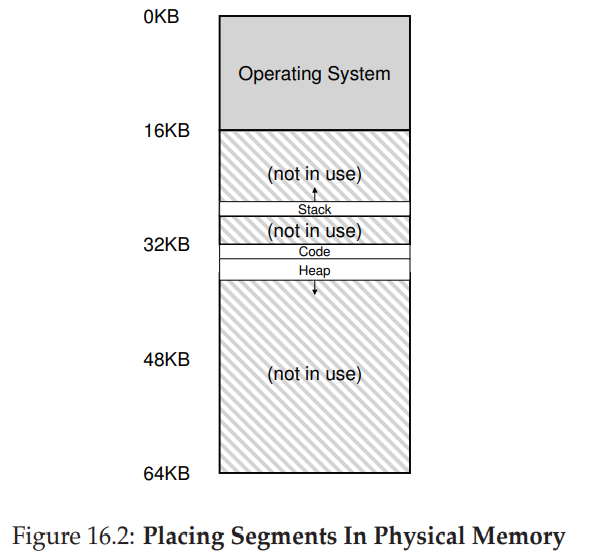 0KB
Operating System
16KB
(not in use)
Stack
(not in use)
32KB
Code
Heap
48KB
(not in use)
64KB
Figure 16.2: Placing Segments In Physical Memory